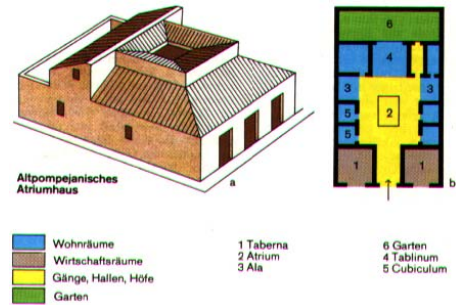 6
4
3
3
2
5
5
1
1
Altpompejanisches
Atriumhaus
a
b
Wohnräume
Wirtschaftsräume
Gänge, Hallen, Höfe
Garten
1 Taberna
2 Atrium
3 Ala
6 Garten
4 Tablinum
5 Cubiculum